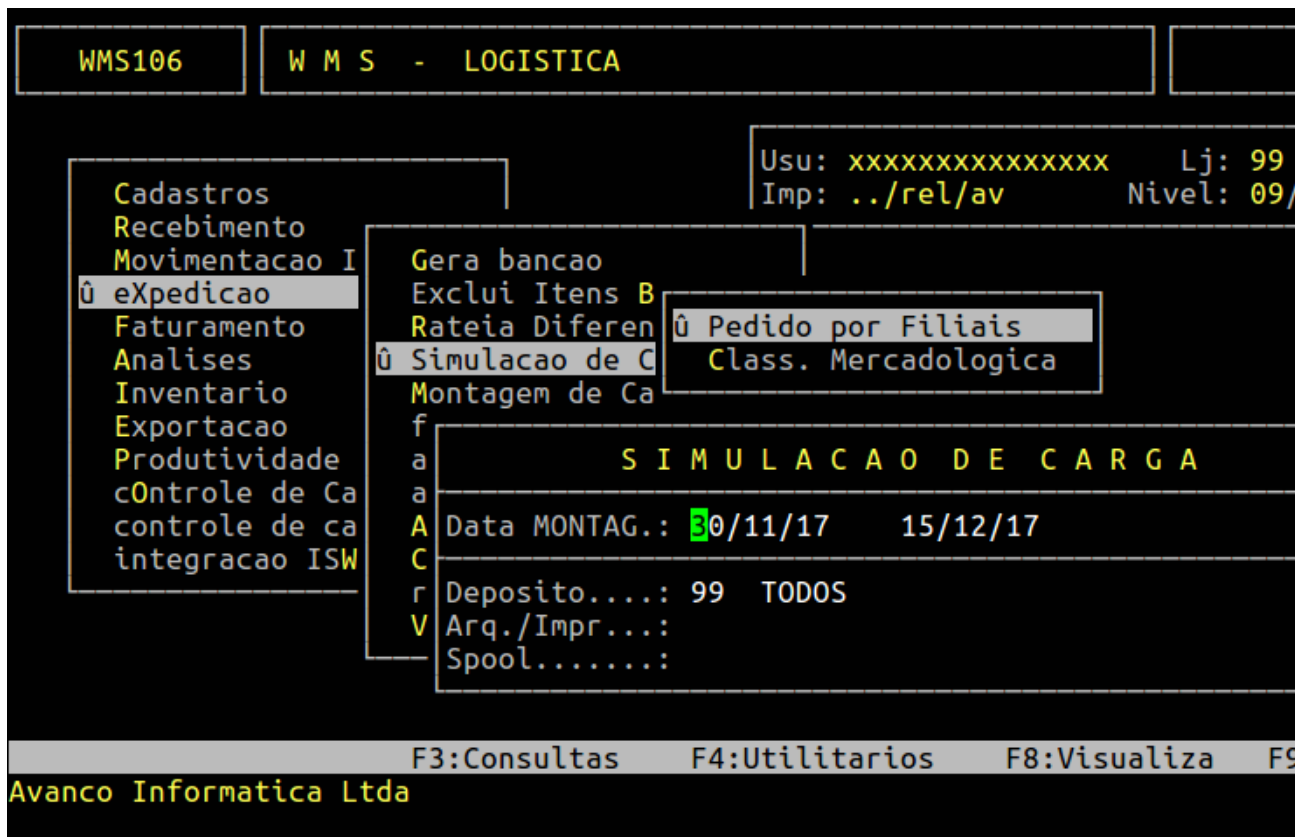 WMS106
W M S - LOGISTICA
Usu: xxxxxxxxxxxxxxx Lj: 99
Imp: ../rel/av Nivel: 09/
Cadastros
Recebimento
Movimentacao I
û eXpedicao
Faturamento
Analises
Inventario
Exportacao
Produtividade
cOntrole de Ca
controle de ca
integracao ISW
Gera bancao
Exclui Itens B
Rateia Diferen
û Simulacao de C
Montagem de Ca
f
a
a
A
C
r
V
û Pedido por Filiais
Class. Mercadologica
S I M U L A C A O D E C A R G A
Data MONTAG.: 30/11/17 15/12/17
Deposito....: 99 TODOS
Arq./Impr...:
Spool.......:
F3:Consultas F4:Utilitarios F8:Visualiza F9
Avanco Informatica Ltda